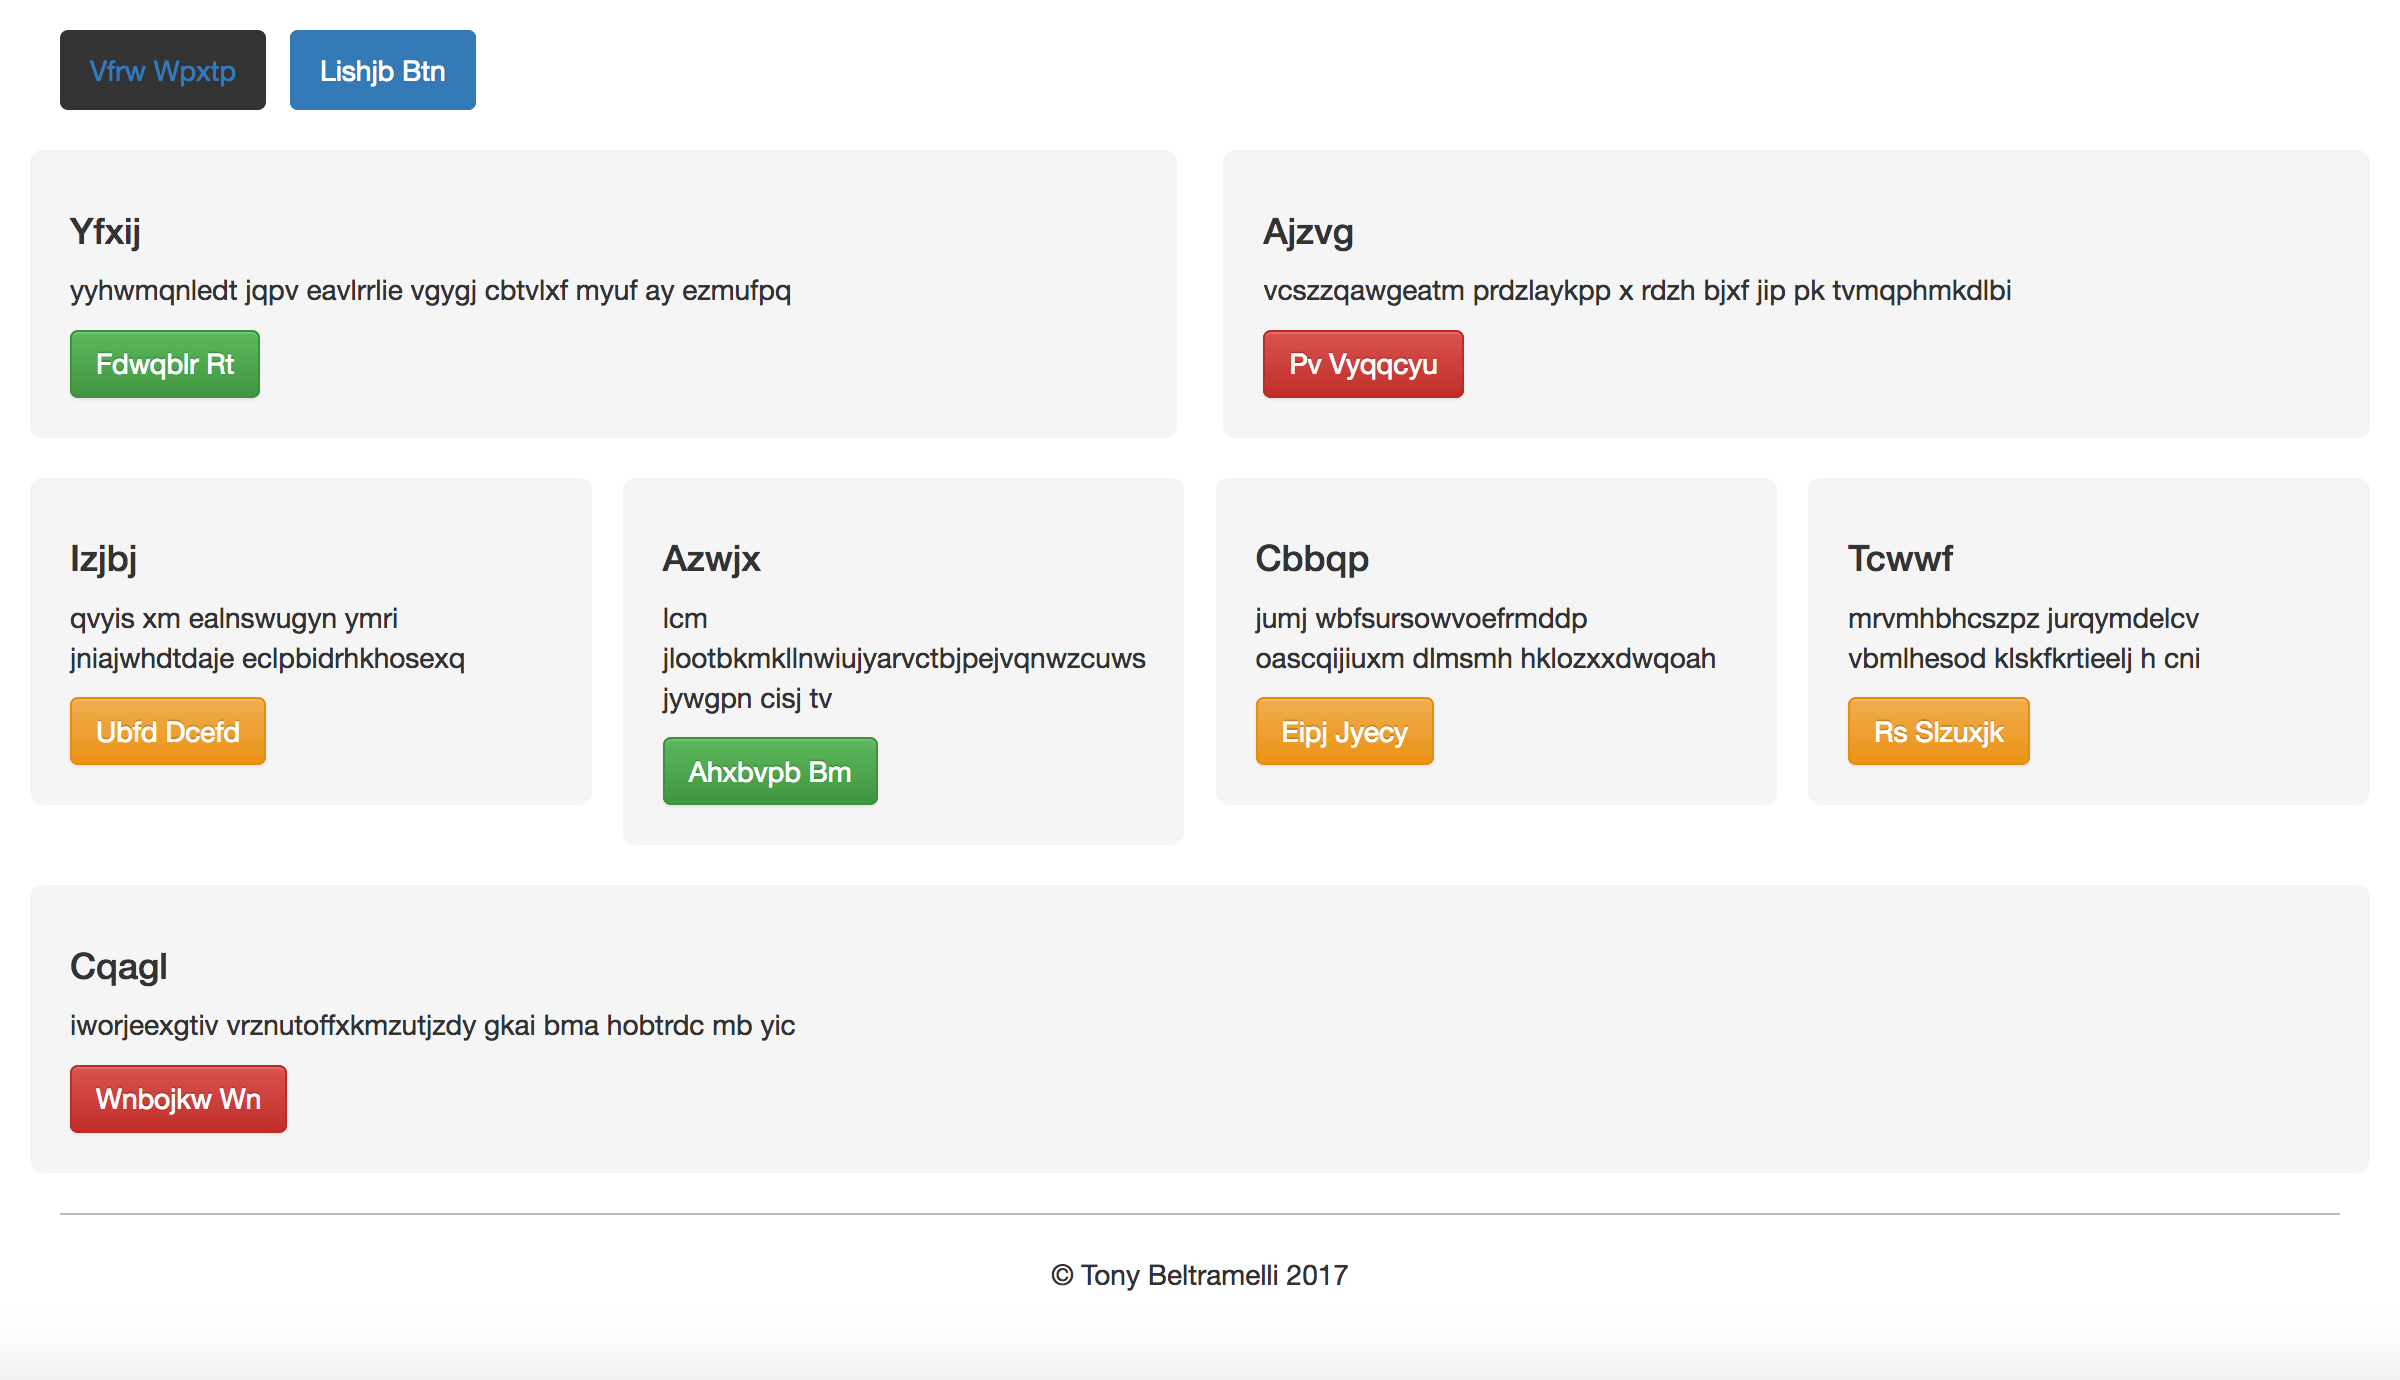 Vfrw Wpxtp
Lishjb Btn
Yfxij
yyhwmqnledt jqpv eavlrrlie vgygj cbtvlxf myuf ay ezmufpq
Fdwqblr Rt
Ajzvg
vcszzqawgeatm prdzlaykpp x rdzh bjxf jip pk tvmqphmkdlbi
Pv Vyqqcyu
Izjbj
qvyis xm ealnswugyn ymri
jniajwhdtdaje eclpbidrhkhosexq
Ubfd Dcefd
Azwjx
lcm
jlootbkmkllnwiujyarvctbjpejvqnwzcuws
jywgpn cisj tv
Ahxbvpb Bm
Cbbqp
jumj wbfsursowvoefrmddp
oascqijiuxm dlmsmh hklozxxdwqoah
Eipj Jyecy
Tcwwf
mrvmhbhcszpz jurqymdelcv
vbmlhesod klskfkrtieelj h cni
Rs Slzuxjk
Cqagl
iworjeexgtiv vrznutoffxkmzutjzdy gkai bma hobtrdc mb yic
Wnbojkw Wn
© Tony Beltramelli 2017